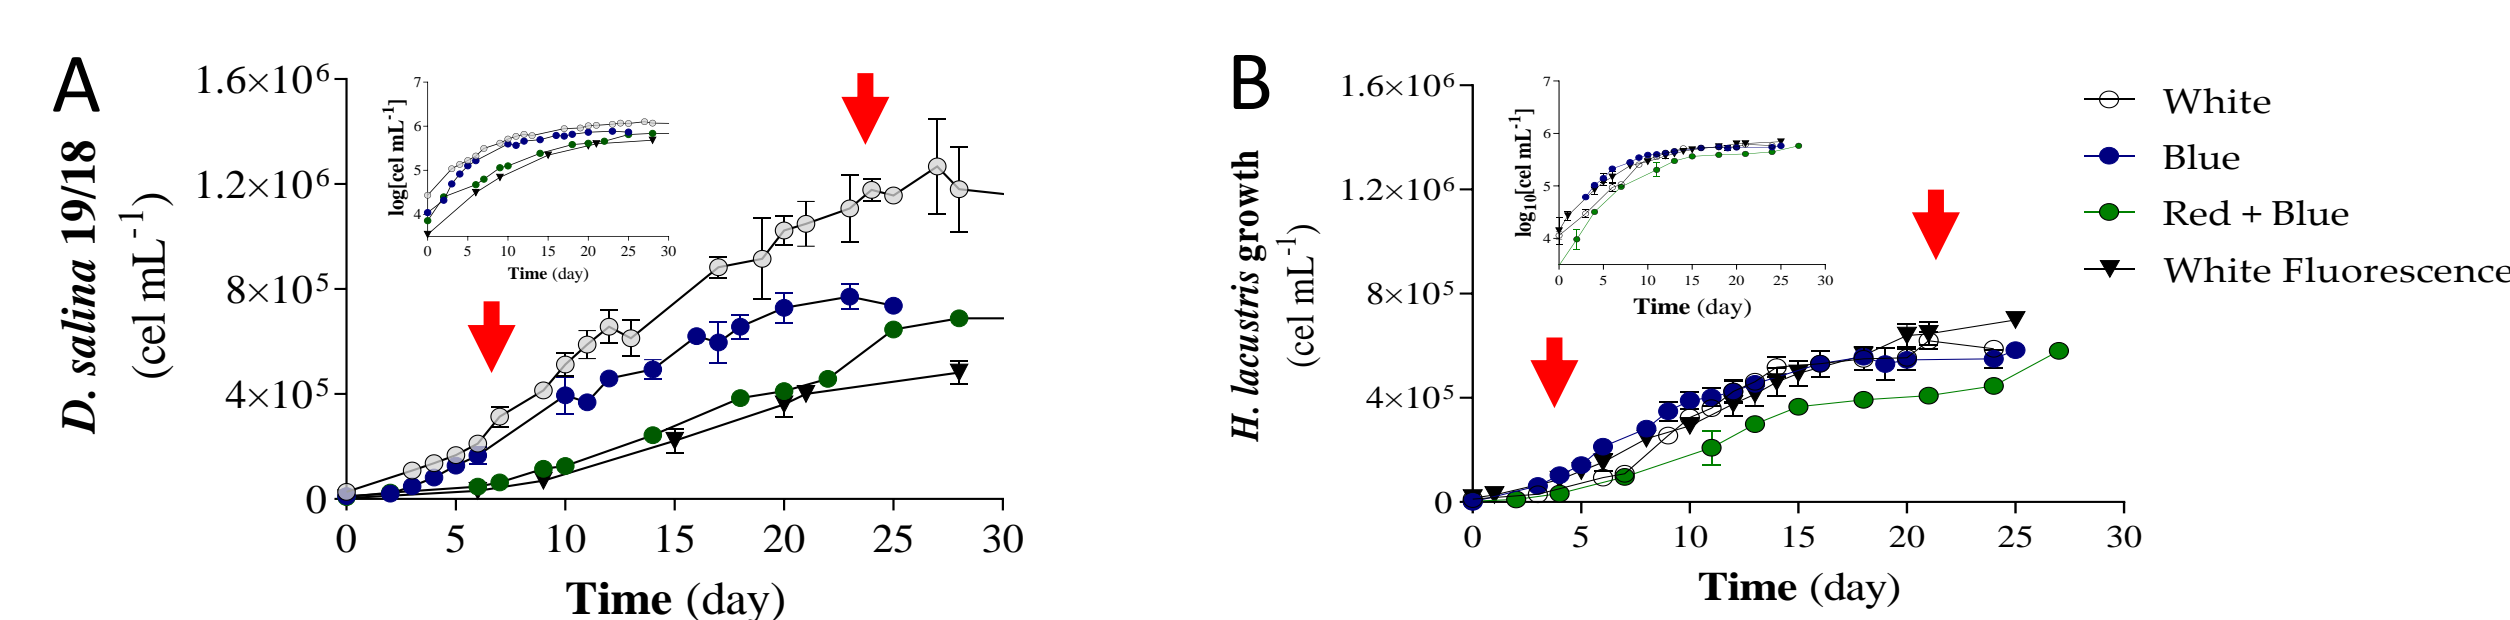 A
D. salina 19/18
(cel mL⁻¹)
1.6×10⁶
1.2×10⁶
8×10⁵
4×10⁵
0
0 5 10 15 20 25 30
Time (day)
log[cel mL⁻¹]
7
6
5
4
0 5 10 15 20 25 30
Time (day)
B
H. lacustris growth
(cel mL⁻¹)
1.6×10⁶
1.2×10⁶
8×10⁵
4×10⁵
0
0 5 10 15 20 25 30
Time (day)
log₁₀[cel mL⁻¹]
7
6
5
4
0 5 10 15 20 25 30
Time (day)
White
Blue
Red + Blue
White Fluorescence